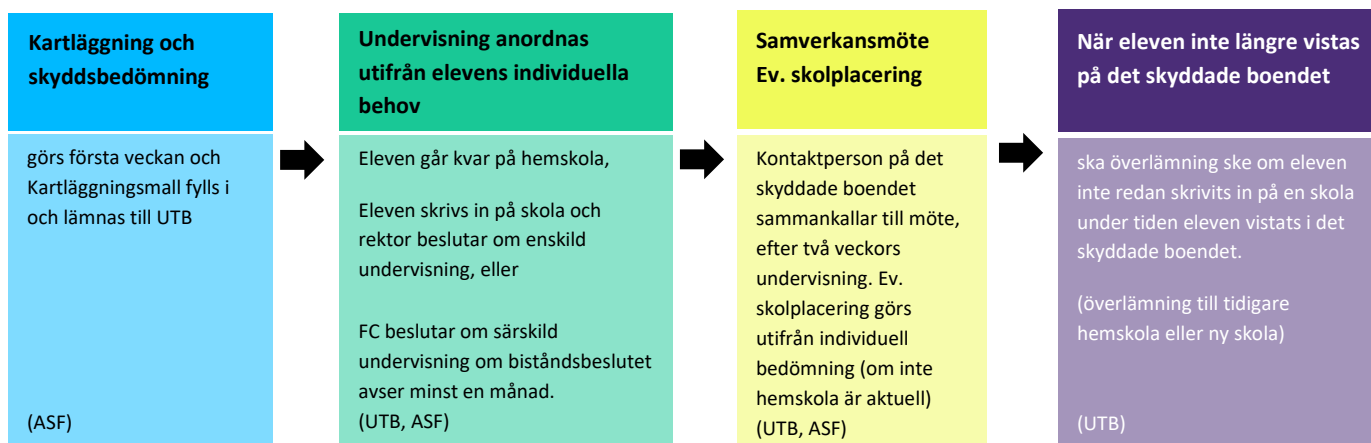 Kartläggning och
skyddsbedömning
görs första veckan och
Kartläggningsmall fylls i
och lämnas till UTB
(ASF)
Undervisning anordnas
utifrån elevens individuella
behov
Eleven går kvar på hemskola,
Eleven skrivs in på skola och
rektor beslutar om enskild
undervisning, eller
FC beslutar om särskild
undervisning om biståndsbeslutet
avser minst en månad.
(UTB, ASF)
Samverkansmöte
Ev. skolplacering
Kontaktperson på det
skyddade boendet
sammankallar till möte,
efter två veckors
undervisning. Ev.
skolplacering görs
utifrån individuell
bedömning (om inte
hemskola är aktuell)
(UTB, ASF)
När eleven inte längre vistas
på det skyddade boendet
ska överlämning ske om eleven
inte redan skrivits in på en skola
under tiden eleven vistats i det
skyddade boendet.
(överlämning till tidigare
hemskola eller ny skola)
(UTB)